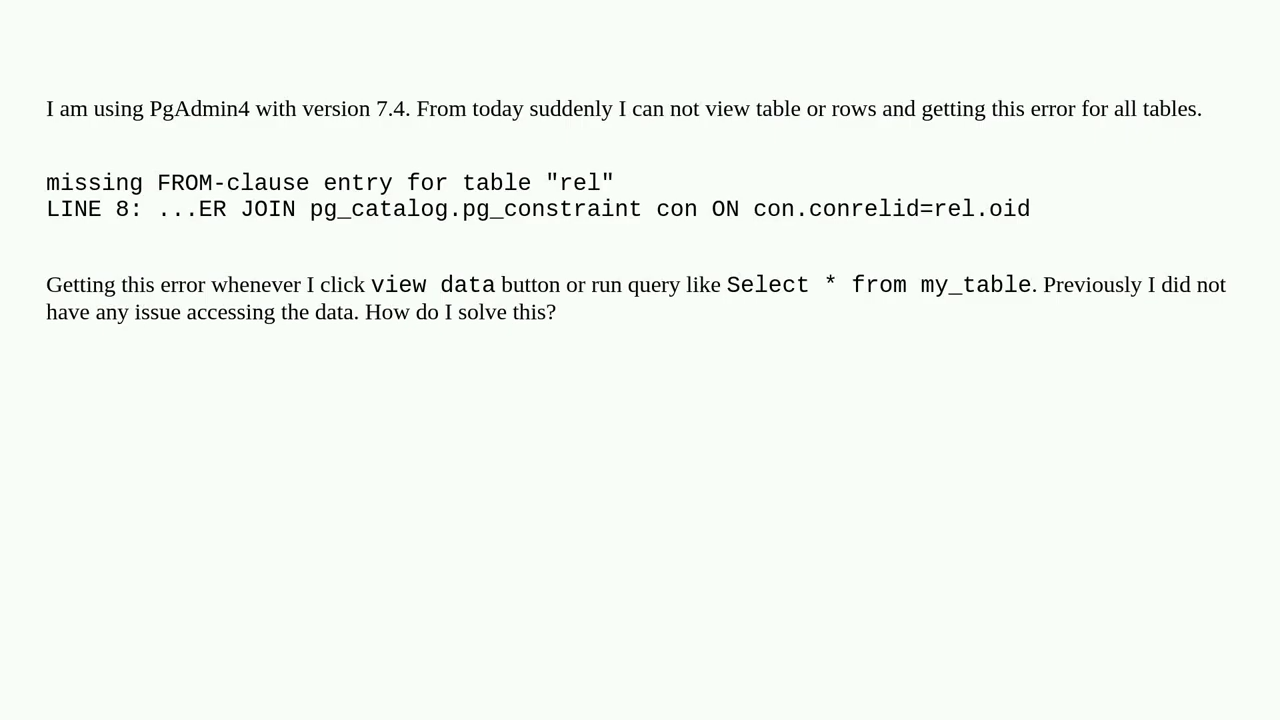 I am using PgAdmin4 with version 7.4. From today suddenly I can not view table or rows and getting this error for all tables.
missing FROM-clause entry for table "rel"
LINE 8: ...ER JOIN pg_catalog.pg_constraint con ON con.conrelid=rel.oid
Getting this error whenever I click view data button or run query like Select * from my_table. Previously I did not
have any issue accessing the data. How do I solve this?